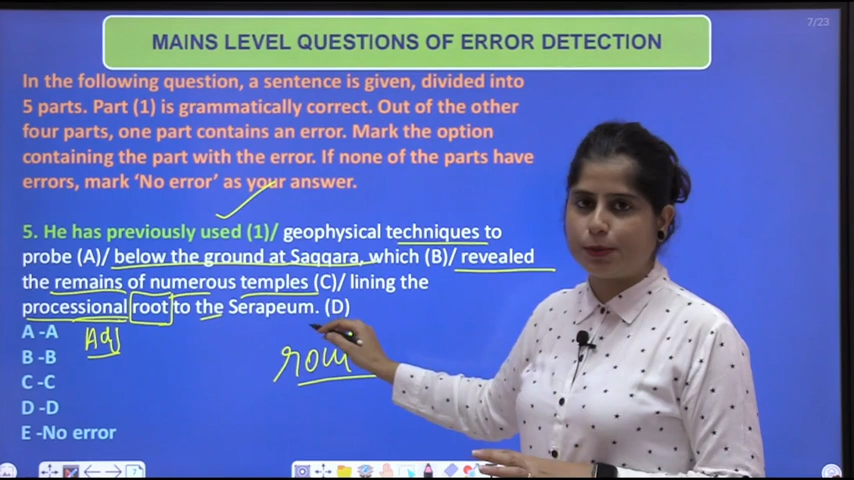 7/23
MAINS LEVEL QUESTIONS OF ERROR DETECTION
In the following question, a sentence is given, divided into
5 parts. Part (1) is grammatically correct. Out of the other
four parts, one part contains an error. Mark the option
containing the part with the error. If none of the parts have
errors, mark ‘No error’ as your answer.
5. He has previously used (1)/ geophysical techniques to
probe (A)/ below the ground at Saqqara, which (B)/ revealed
the remains of numerous temples (C)/ lining the
processional root to the Serapeum. (D)
A -A
Adj
B -B
C -C
D -D
E -No error
7